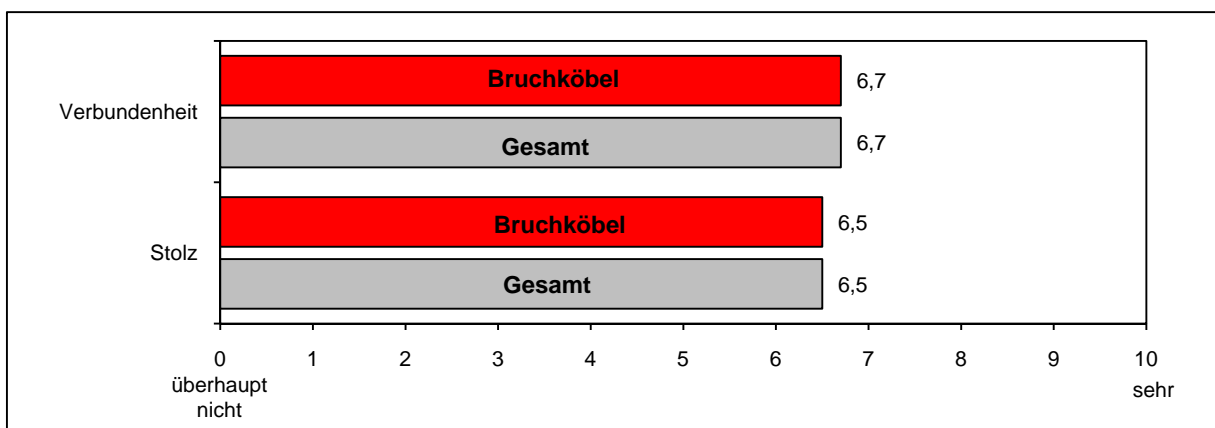 Bruchköbel
6,7
Verbundenheit
Gesamt
6,7
Bruchköbel
6,5
Stolz
Gesamt
6,5
0 1 2 3 4 5 6 7 8 9 10
überhaupt
nicht
sehr